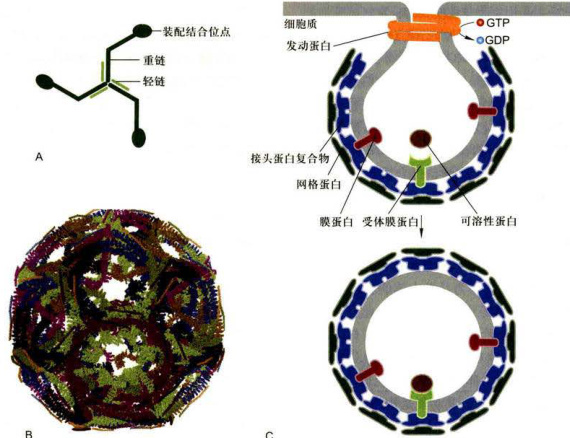 装配结合位点
重链
轻链
A
B
细胞质
发动蛋白
GTP
GDP
接头蛋白复合物
网格蛋白
膜蛋白
受体膜蛋白
可溶性蛋白
C